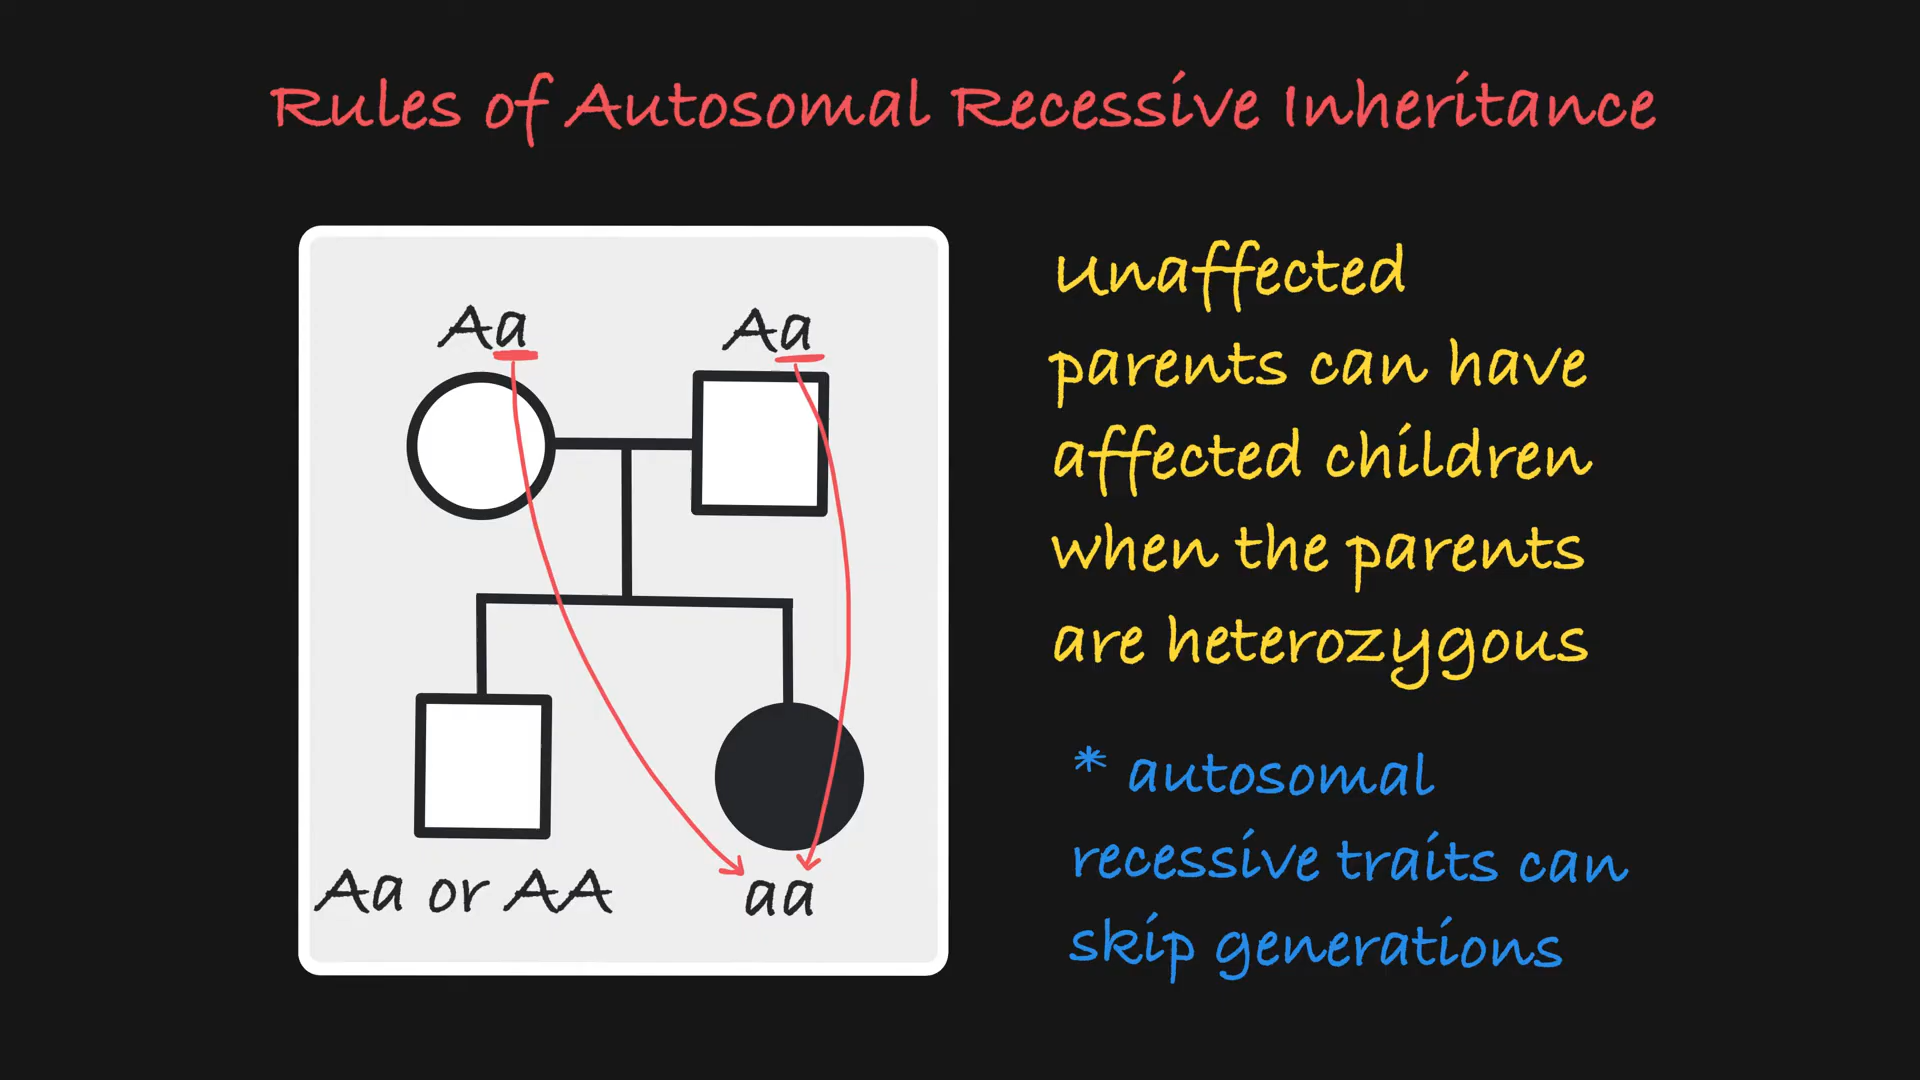 Rules of Autosomal Recessive Inheritance
Aa
Aa
Aa or AA
aa
Unaffected
parents can have
affected children
when the parents
are heterozygous
* autosomal
recessive traits can
skip generations